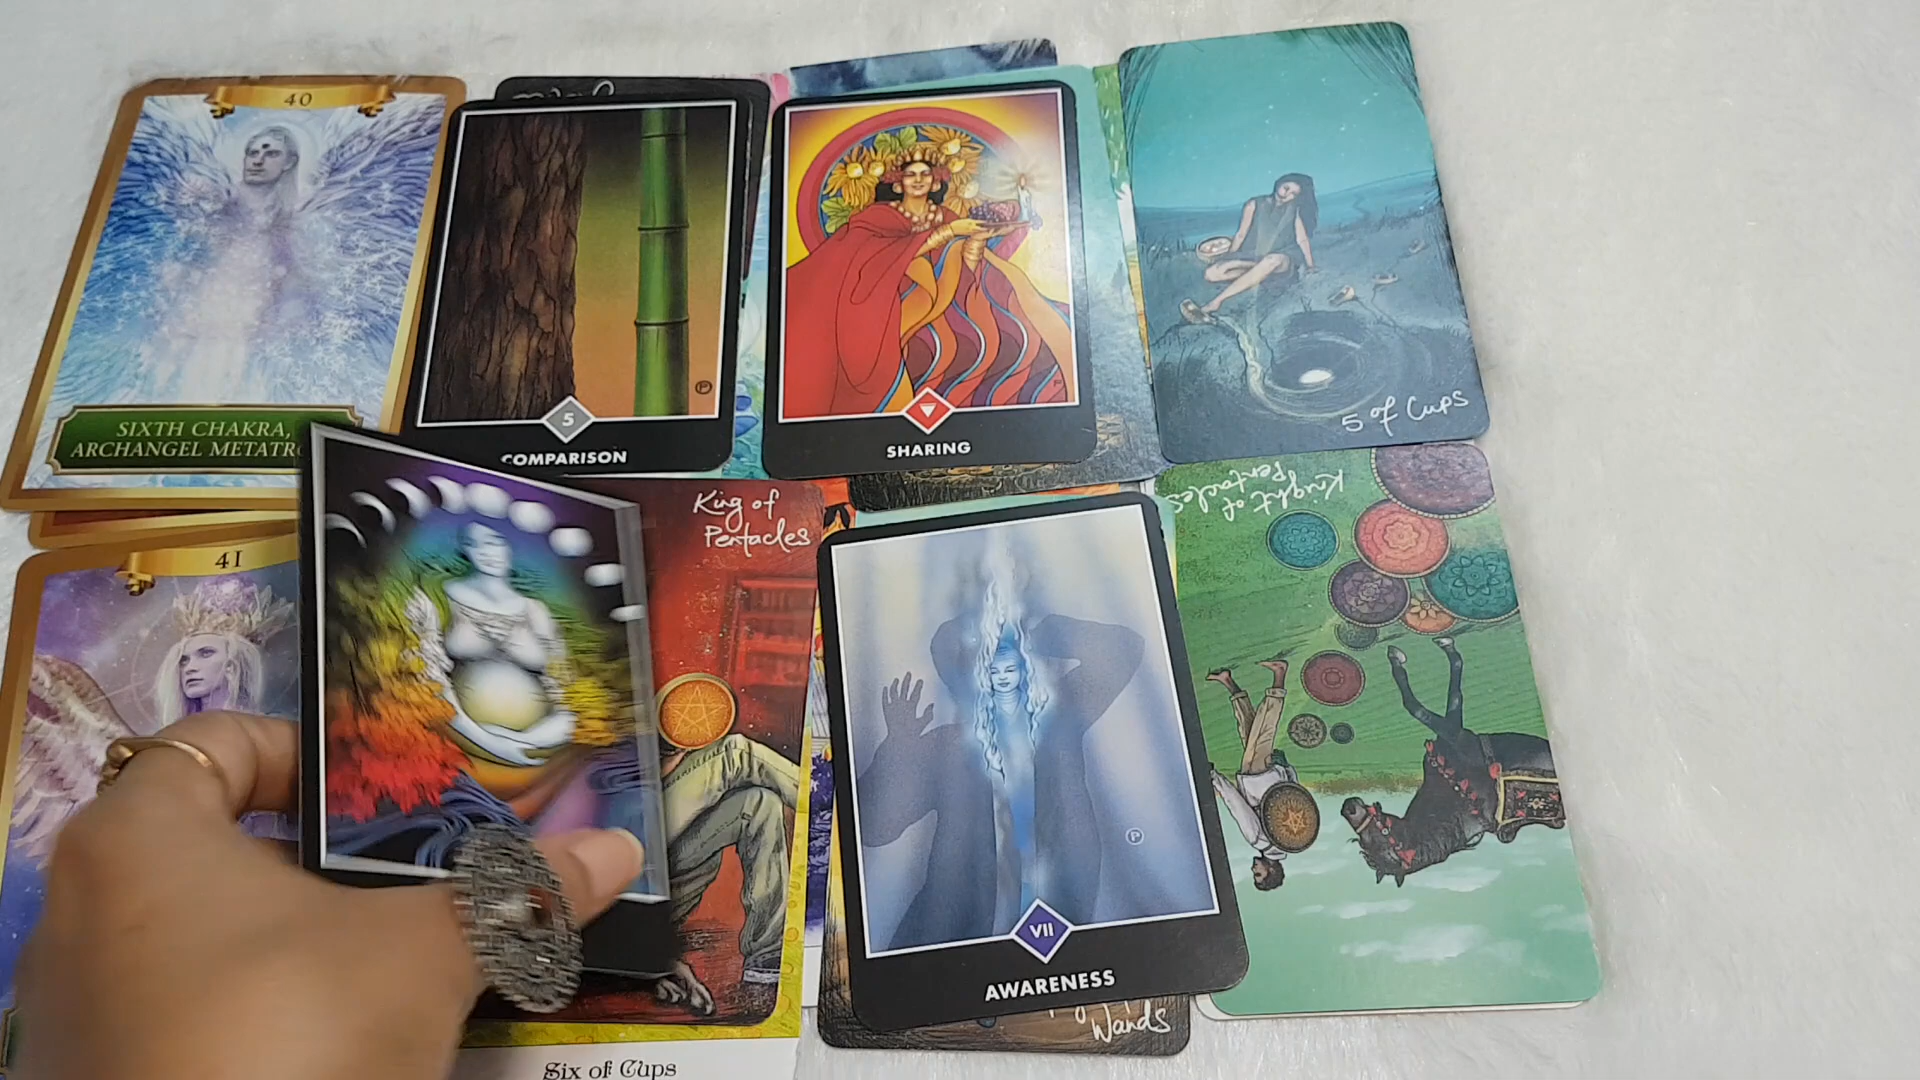 40
SIXTH CHAKRA,
ARCHANGEL METATR
5
COMPARISON
SHARING
5 of Cups
41
King of
Pentacles
Knight of
Pentacles
VII
AWARENESS
Wands
Six of Cups